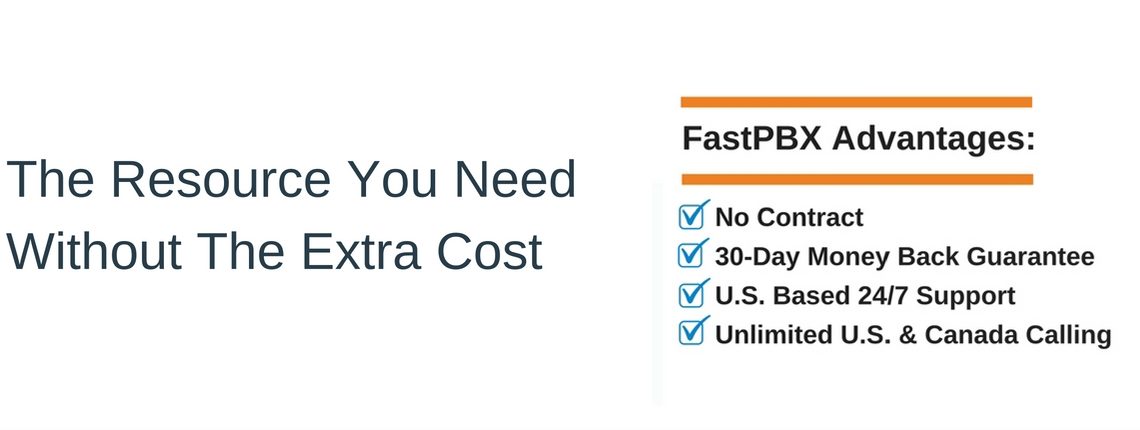 The Resource You Need
Without The Extra Cost
FastPBX Advantages:
No Contract
30-Day Money Back Guarantee
U.S. Based 24/7 Support
Unlimited U.S. & Canada Calling